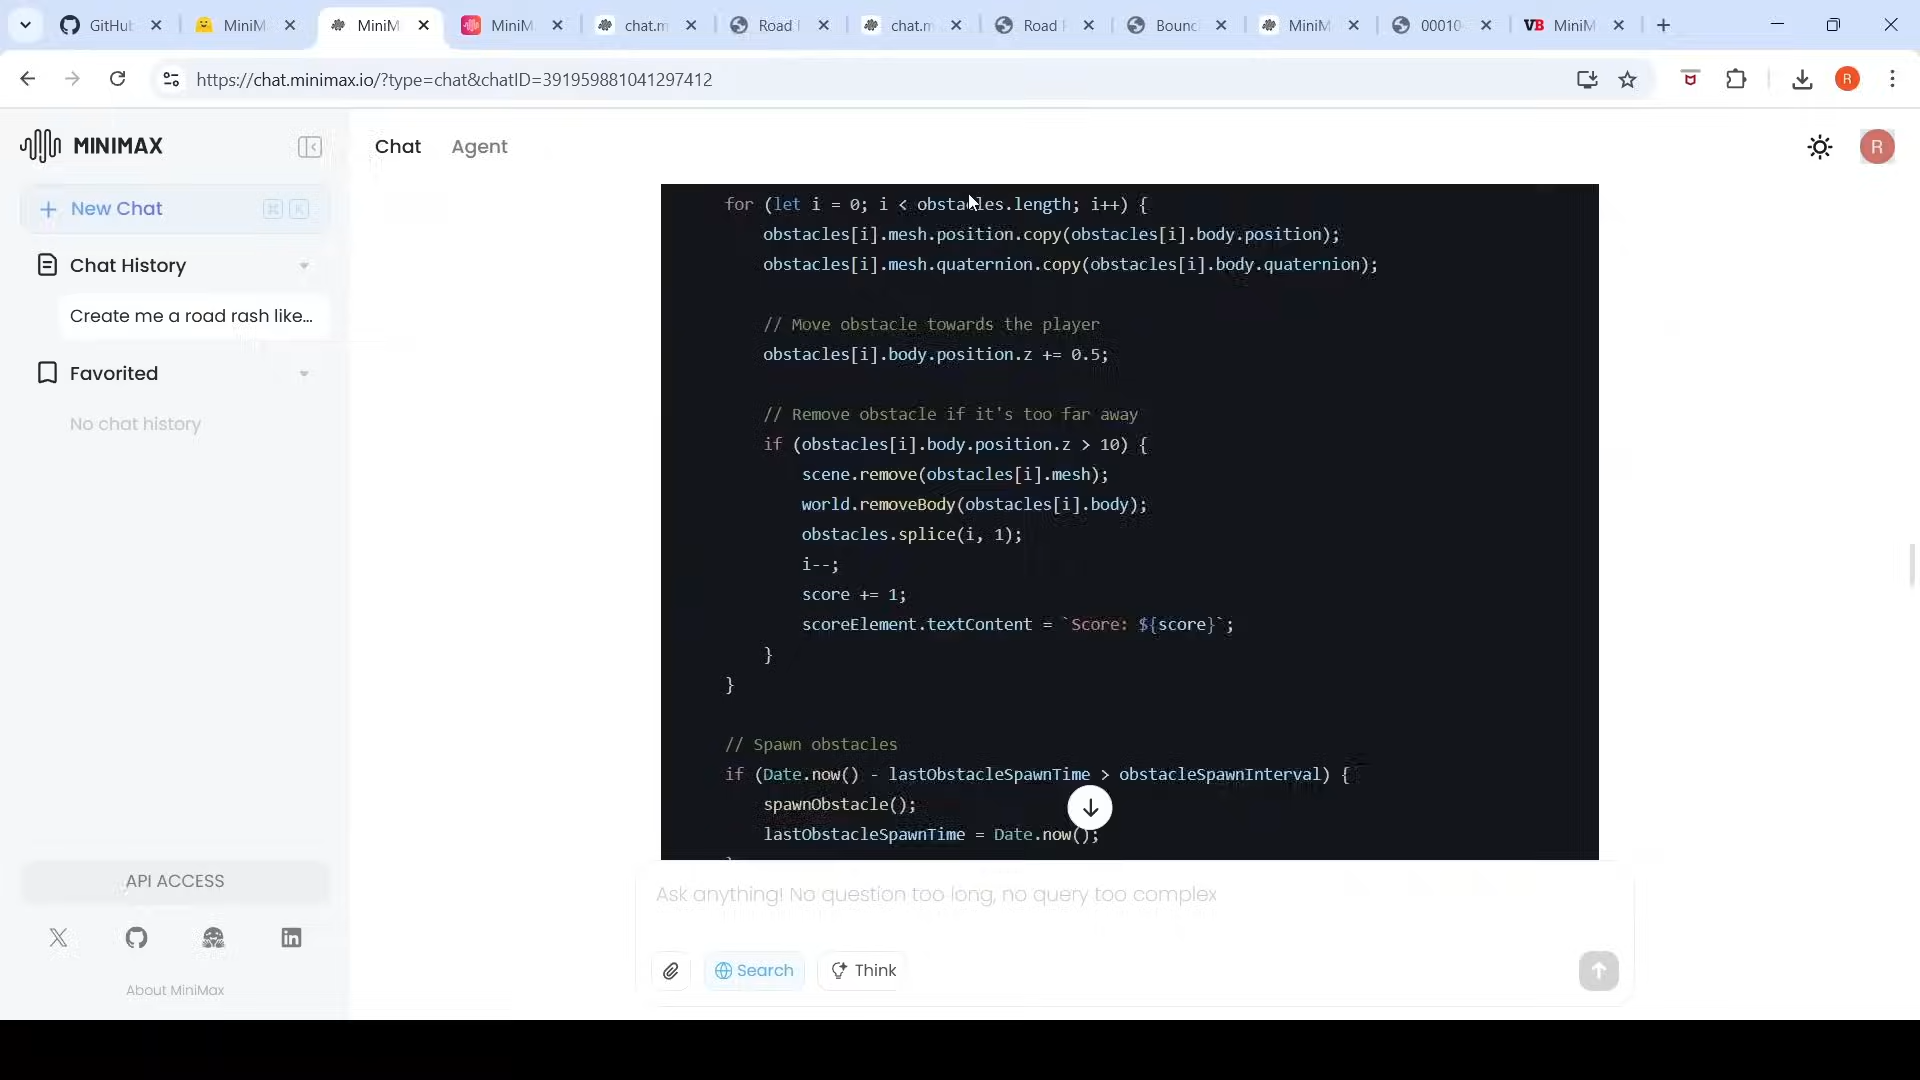 GitHu
MiniM
MiniM
MiniM
chat.m
Road
chat.m
Road
Bounc
MiniM
00010-
VB MiniM
https://chat.minimax.io/?type=chat&chatID=391959881041297412
R
MINIMAX
Chat Agent
R
New Chat
⌘ K
Chat History
Create me a road rash like...
Favorited
No chat history
for (let i = 0; i < obstacles.length; i++) {
obstacles[i].mesh.position.copy(obstacles[i].body.position);
obstacles[i].mesh.quaternion.copy(obstacles[i].body.quaternion);
// Move obstacle towards the player
obstacles[i].body.position.z += 0.5;
// Remove obstacle if it's too far away
if (obstacles[i].body.position.z > 10) {
scene.remove(obstacles[i].mesh);
world.removeBody(obstacles[i].body);
obstacles.splice(i, 1);
i--;
score += 1;
scoreElement.textContent = `Score: ${score}`;
}
}
// Spawn obstacles
if (Date.now() - lastObstacleSpawnTime > obstacleSpawnInterval) {
spawnObstacle();
lastObstacleSpawnTime = Date.now();
API ACCESS
About MiniMax
Ask anything! No question too long, no query too complex
Search
Think